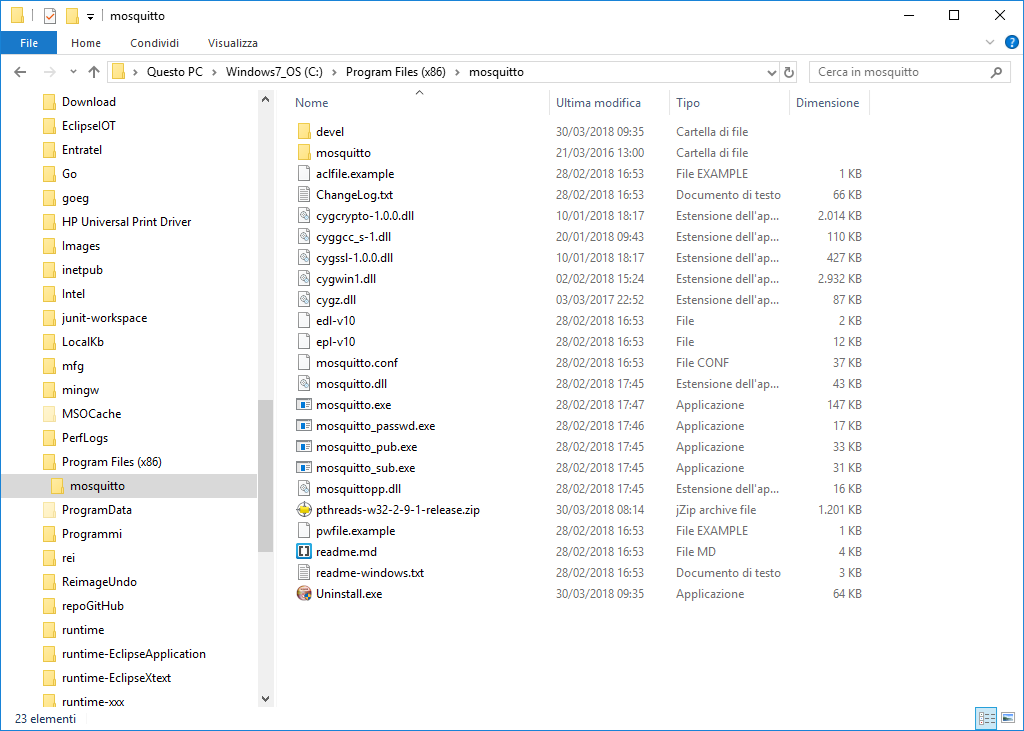 mosquitto
File Home Condividi Visualizza
Questo PC Windows7_OS (C:) Program Files (x86) mosquitto Cerca in mosquitto
Download
EclipseIOT
Entratel
Go
goeg
HP Universal Print Driver
Images
inetpub
Intel
junit-workspace
LocalKb
mfg
mingw
MSOCache
PerfLogs
Program Files (x86)
mosquitto
ProgramData
Programmi
rei
ReimageUndo
repoGitHub
runtime
runtime-EclipseApplication
runtime-EclipseXtext
runtime-xxx
Nome Ultima modifica Tipo Dimensione
devel 30/03/2018 09:35 Cartella di file
mosquitto 21/03/2016 13:00 Cartella di file
aclfile.example 28/02/2018 16:53 File EXAMPLE 1 KB
ChangeLog.txt 28/02/2018 16:53 Documento di testo 66 KB
cygcrypto-1.0.0.dll 10/01/2018 18:17 Estensione dell'ap... 2.014 KB
cyggcc_s-1.dll 20/01/2018 09:43 Estensione dell'ap... 110 KB
cygssl-1.0.0.dll 10/01/2018 18:17 Estensione dell'ap... 427 KB
cygwin1.dll 02/02/2018 15:24 Estensione dell'ap... 2.932 KB
cygz.dll 03/03/2017 22:52 Estensione dell'ap... 87 KB
edl-v10 28/02/2018 16:53 File 2 KB
epl-v10 28/02/2018 16:53 File 12 KB
mosquitto.conf 28/02/2018 16:53 File CONF 37 KB
mosquitto.dll 28/02/2018 17:45 Estensione dell'ap... 43 KB
mosquitto.exe 28/02/2018 17:47 Applicazione 147 KB
mosquitto_passwd.exe 28/02/2018 17:46 Applicazione 17 KB
mosquitto_pub.exe 28/02/2018 17:45 Applicazione 33 KB
mosquitto_sub.exe 28/02/2018 17:45 Applicazione 31 KB
mosquittopp.dll 28/02/2018 17:45 Estensione dell'ap... 16 KB
pthreads-w32-2-9-1-release.zip 30/03/2018 08:14 jZip archive file 1.201 KB
pwfile.example 28/02/2018 16:53 File EXAMPLE 1 KB
readme.md 28/02/2018 16:53 File MD 4 KB
readme-windows.txt 28/02/2018 16:53 Documento di testo 3 KB
Uninstall.exe 30/03/2018 09:35 Applicazione 64 KB
23 elementi